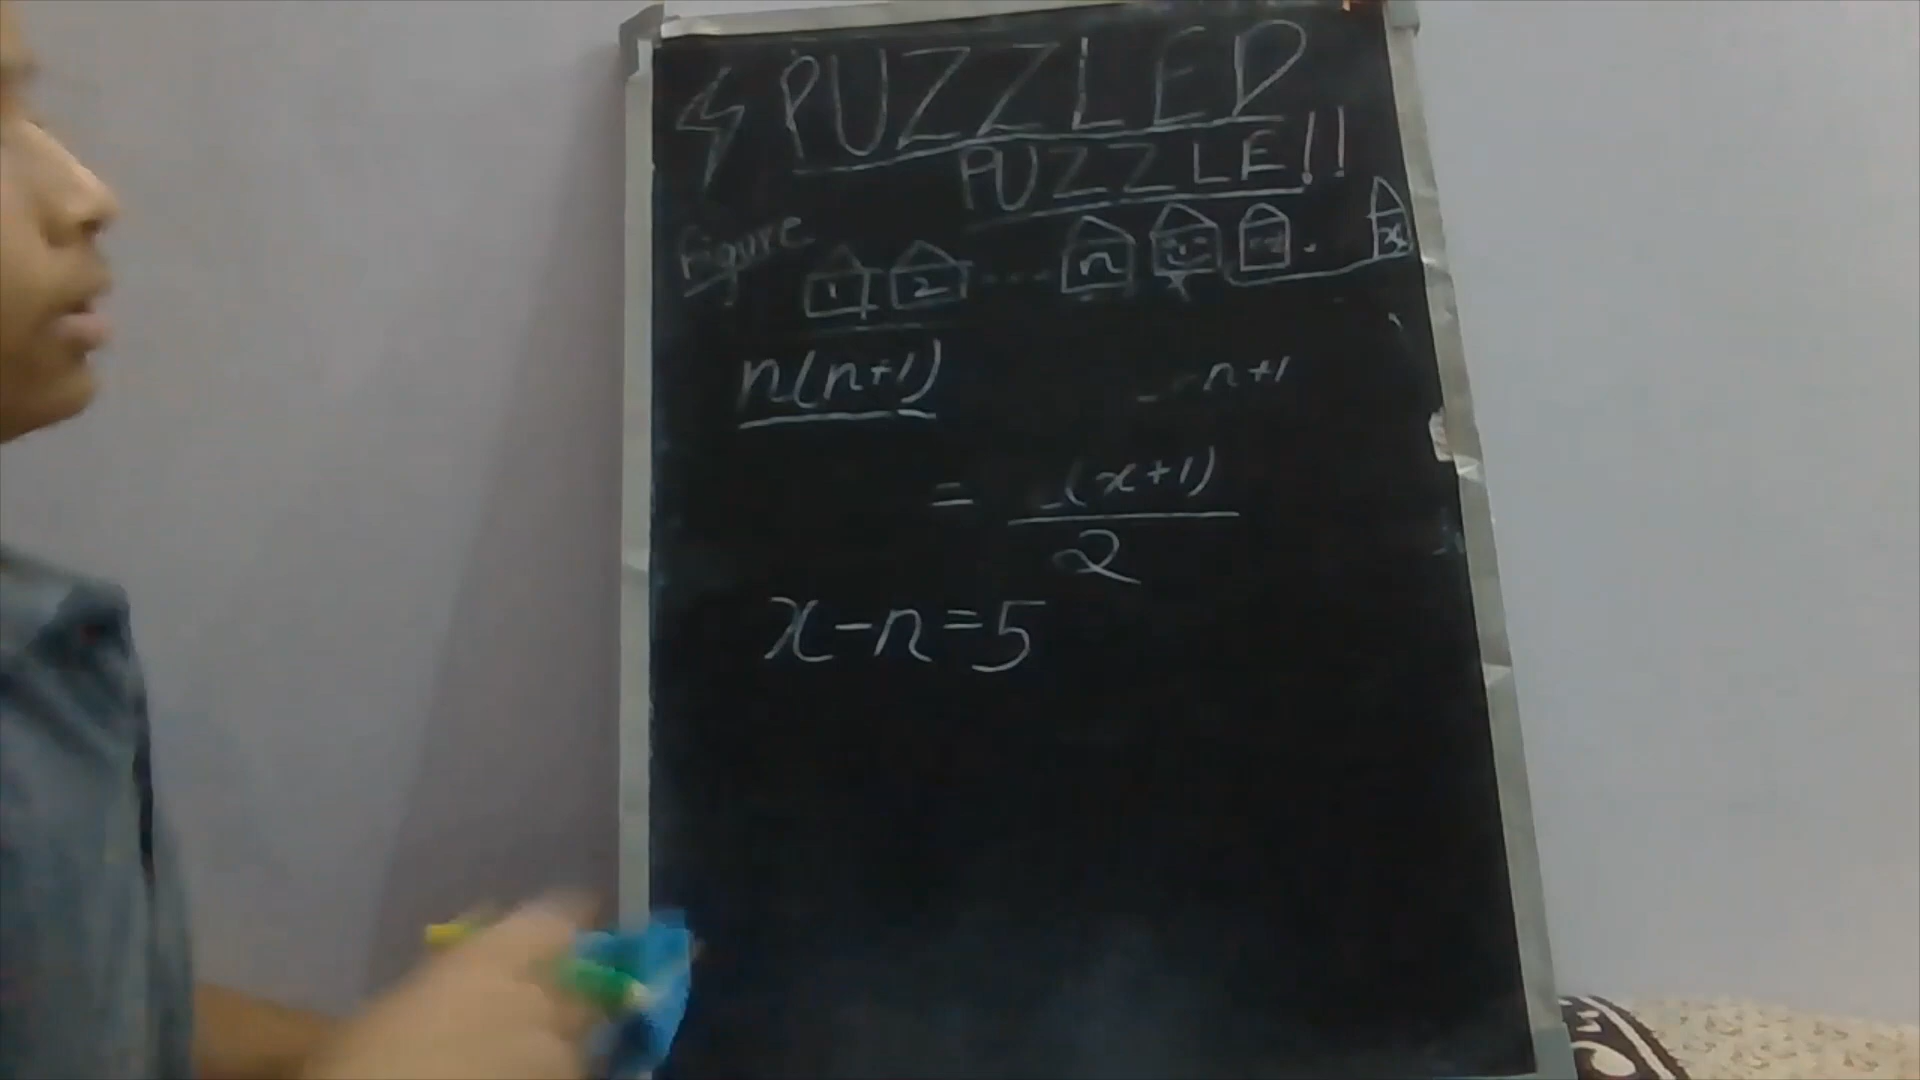 PUZZLED
PUZZLE!!
Figure
1 2 ... n
n(n+1)
n+1
= (x+1)
2
x-n=5